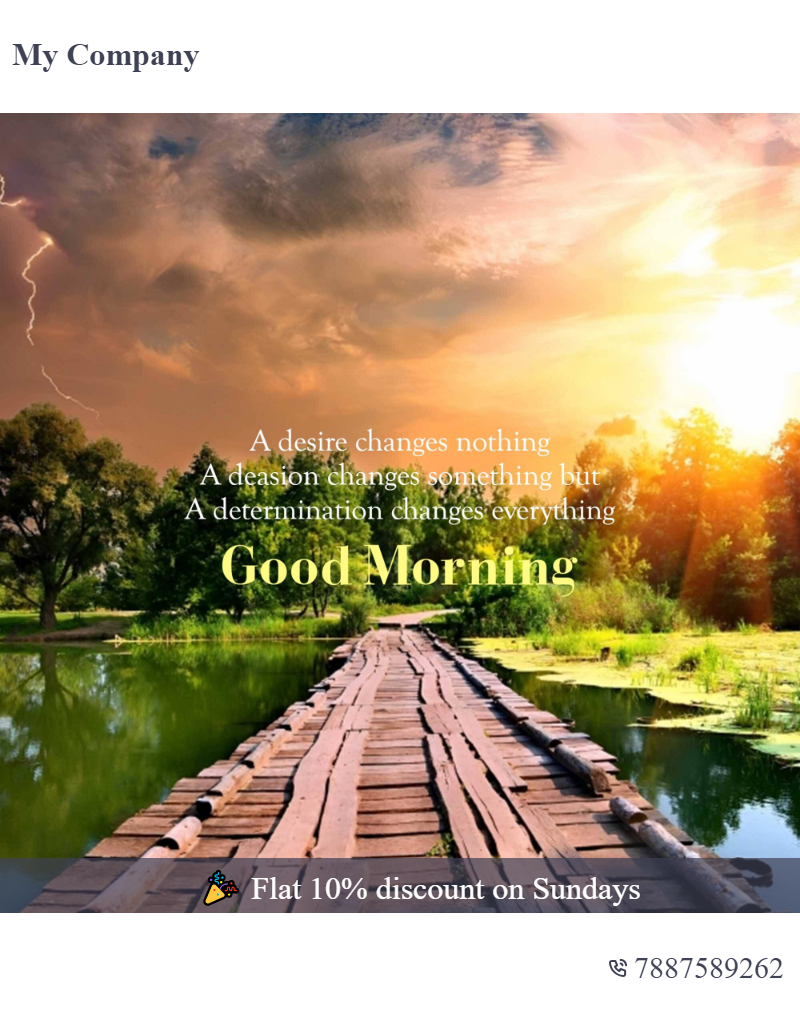 My Company
A desire changes nothing
A deasion changes something but
A determination changes everything
Good Morning
Flat 10% discount on Sundays
7887589262